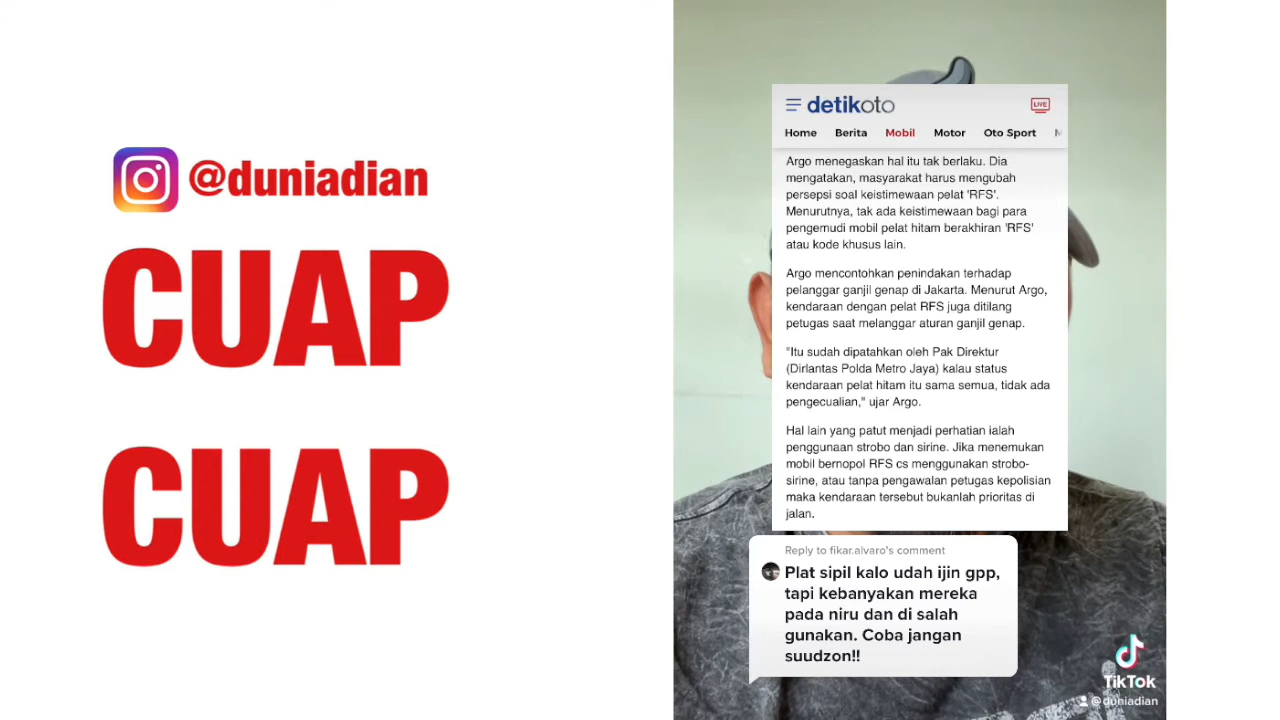 @duniadian
CUAP
CUAP
detikoto
LIVE
Home Berita Mobil Motor Oto Sport
Argo menegaskan hal itu tak berlaku. Dia
mengatakan, masyarakat harus mengubah
persepsi soal keistimewaan pelat 'RFS'.
Menurutnya, tak ada keistimewaan bagi para
pengemudi mobil pelat hitam berakhiran 'RFS'
atau kode khusus lain.
Argo mencontohkan penindakan terhadap
pelanggar ganjil genap di Jakarta. Menurut Argo,
kendaraan dengan pelat RFS juga ditilang
petugas saat melanggar aturan ganjil genap.
"Itu sudah dipatahkan oleh Pak Direktur
(Dirlantas Polda Metro Jaya) kalau status
kendaraan pelat hitam itu sama semua, tidak ada
pengecualian," ujar Argo.
Hal lain yang patut menjadi perhatian ialah
penggunaan strobo dan sirine. Jika menemukan
mobil bernopol RFS cs menggunakan strobo-
sirine, atau tanpa pengawalan petugas kepolisian
maka kendaraan tersebut bukanlah prioritas di
jalan.
Reply to fikar.alvaro's comment
Plat sipil kalo udah ijin gpp,
tapi kebanyakan mereka
pada niru dan di salah
gunakan. Coba jangan
suudzon!!
TikTok
@duniadian